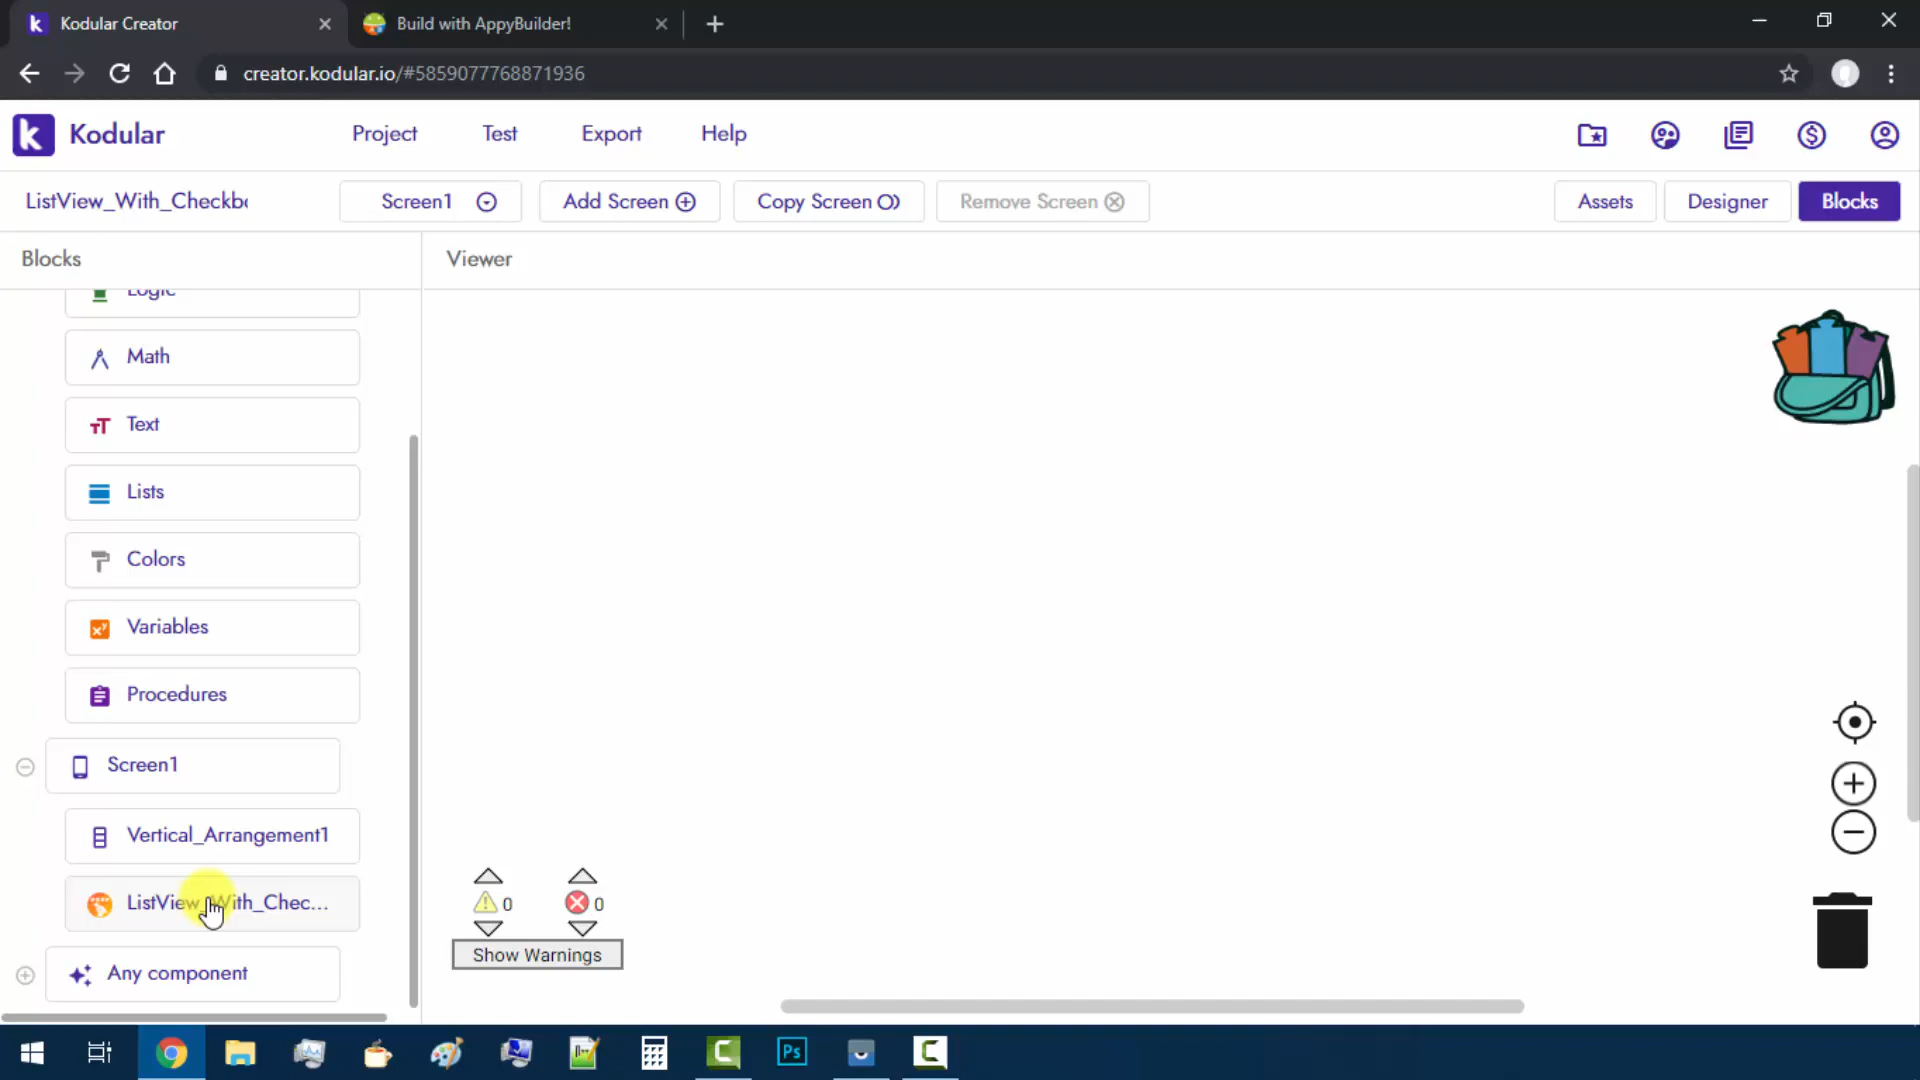 Kodular Creator
Build with AppyBuilder!
creator.kodular.io/#5859077768871936
k Kodular
Project
Test
Export
Help
ListView_With_Checkb
Screen1
Add Screen
Copy Screen
Remove Screen
Assets
Designer
Blocks
Blocks
Viewer
Logic
Math
Text
Lists
Colors
Variables
Procedures
Screen1
Vertical_Arrangement1
ListView_With_Chec...
Any component
0
0
Show Warnings
Ps